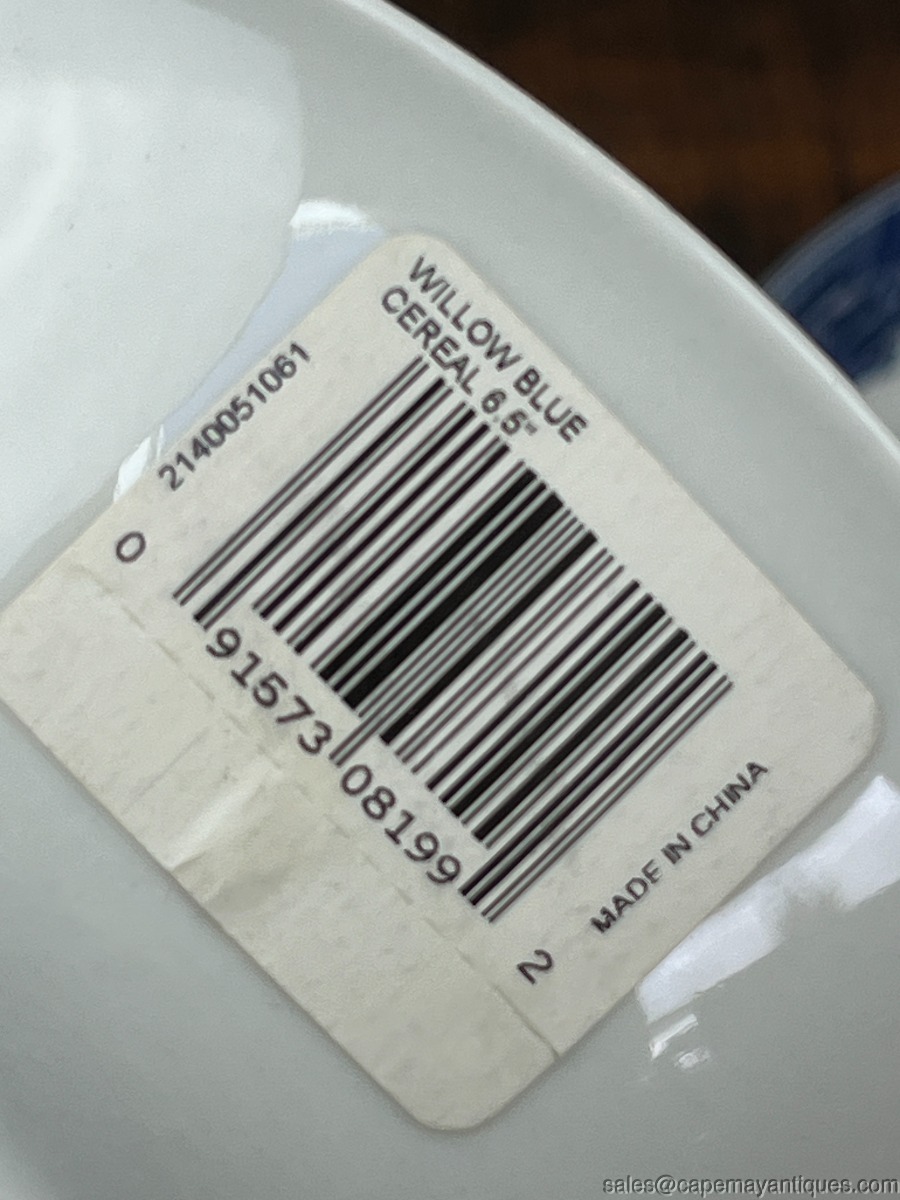 WILLOW BLUE
CEREAL 6.5"
2140051061
0 91573 08199 2
MADE IN CHINA
sales@capemayantiques.com